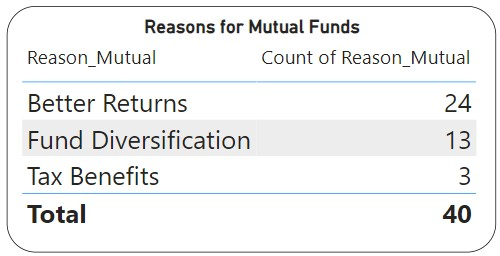 Reasons for Mutual Funds
Reason_Mutual Count of Reason_Mutual
Better Returns 24
Fund Diversification 13
Tax Benefits 3
Total 40